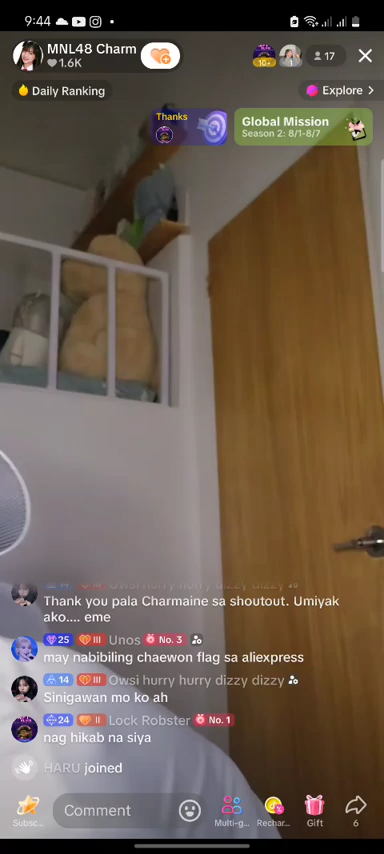 9:44
MNL48 Charm
1.6K
10+
1
17
Daily Ranking
Explore >
Thanks
Global Mission
Season 2: 8/1-8/7
Owsi hurry hurry dizzy dizzy
Thank you pala Charmaine sa shoutout. Umiyak
ako.... eme
25 III Unos No. 3
may nabibiling chaewon flag sa aliexpress
14 III Owsi hurry hurry dizzy dizzy
Sinigawan mo ko ah
24 II Lock Robster No. 1
nag hikab na siya
HARU joined
Comment
Subsc...
Multi-g...
Rechar...
Gift
6